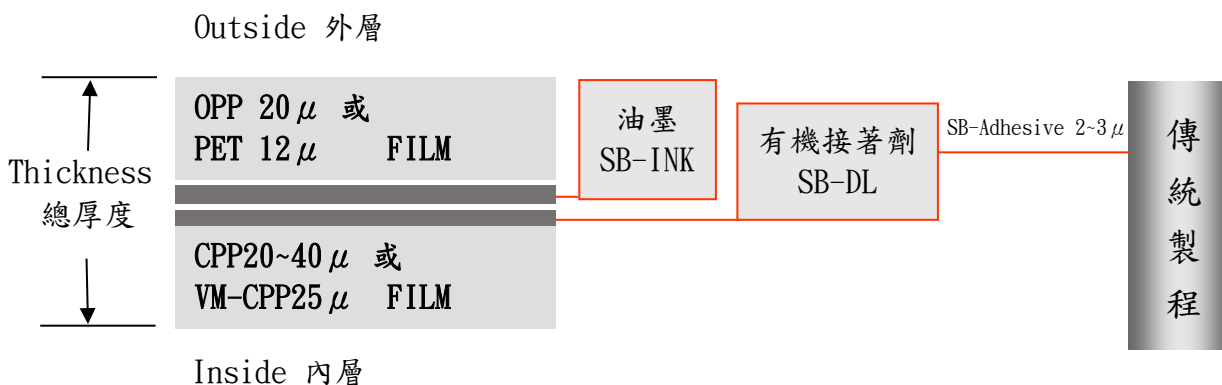 Outside 外層
OPP 20μ 或
PET 12μ FILM
Thickness
總厚度
CPP20~40μ 或
VM-CPP25μ FILM
Inside 內層
油墨
SB-INK
有機接著劑
SB-DL
SB-Adhesive 2~3μ
傳
統
製
程